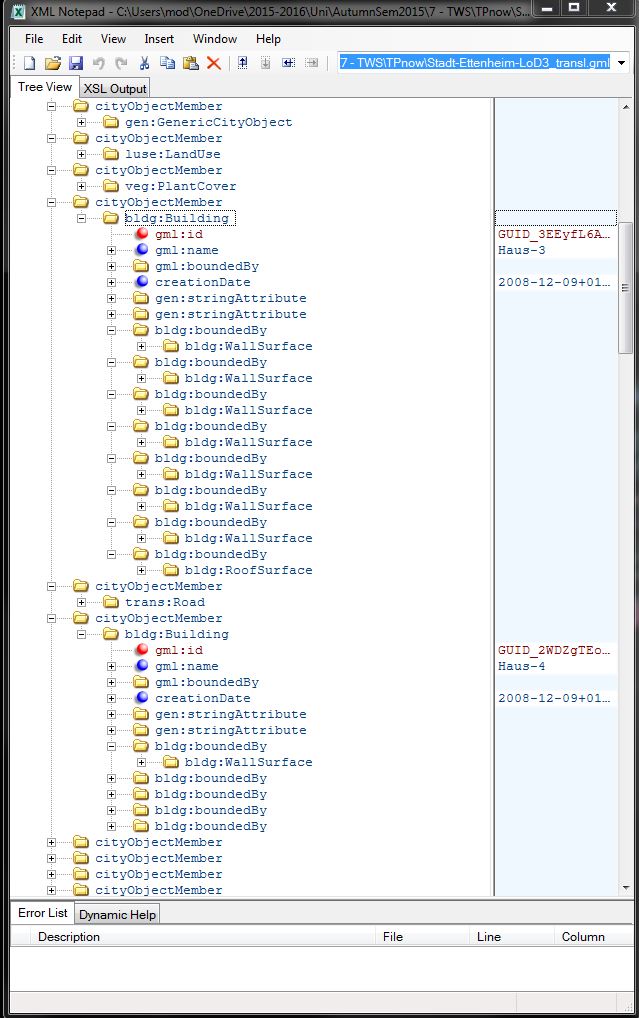 XML Notepad - C:\Users\mod\OneDrive\2015-2016\Uni\AutumnSem2015\7 - TWS\TPnow\S...
File Edit View Insert Window Help
7 - TWS\TPnow\Stadt-Ettenheim-LoD3_transl.gml
Tree View XSL Output
cityObjectMember
gen:GenericCityObject
cityObjectMember
luse:LandUse
cityObjectMember
veg:PlantCover
cityObjectMember
bldg:Building
gml:id GUID_3EEyfL6A...
gml:name Haus-3
gml:boundedBy
creationDate 2008-12-09+01...
gen:stringAttribute
gen:stringAttribute
bldg:boundedBy
bldg:WallSurface
bldg:boundedBy
bldg:WallSurface
bldg:boundedBy
bldg:WallSurface
bldg:boundedBy
bldg:WallSurface
bldg:boundedBy
bldg:WallSurface
bldg:boundedBy
bldg:WallSurface
bldg:boundedBy
bldg:WallSurface
bldg:boundedBy
bldg:RoofSurface
cityObjectMember
trans:Road
cityObjectMember
bldg:Building
gml:id GUID_2WDZgTEo...
gml:name Haus-4
gml:boundedBy
creationDate 2008-12-09+01...
gen:stringAttribute
gen:stringAttribute
bldg:boundedBy
bldg:WallSurface
bldg:boundedBy
bldg:boundedBy
bldg:boundedBy
bldg:boundedBy
cityObjectMember
cityObjectMember
cityObjectMember
cityObjectMember
Error List Dynamic Help
Description File Line Column